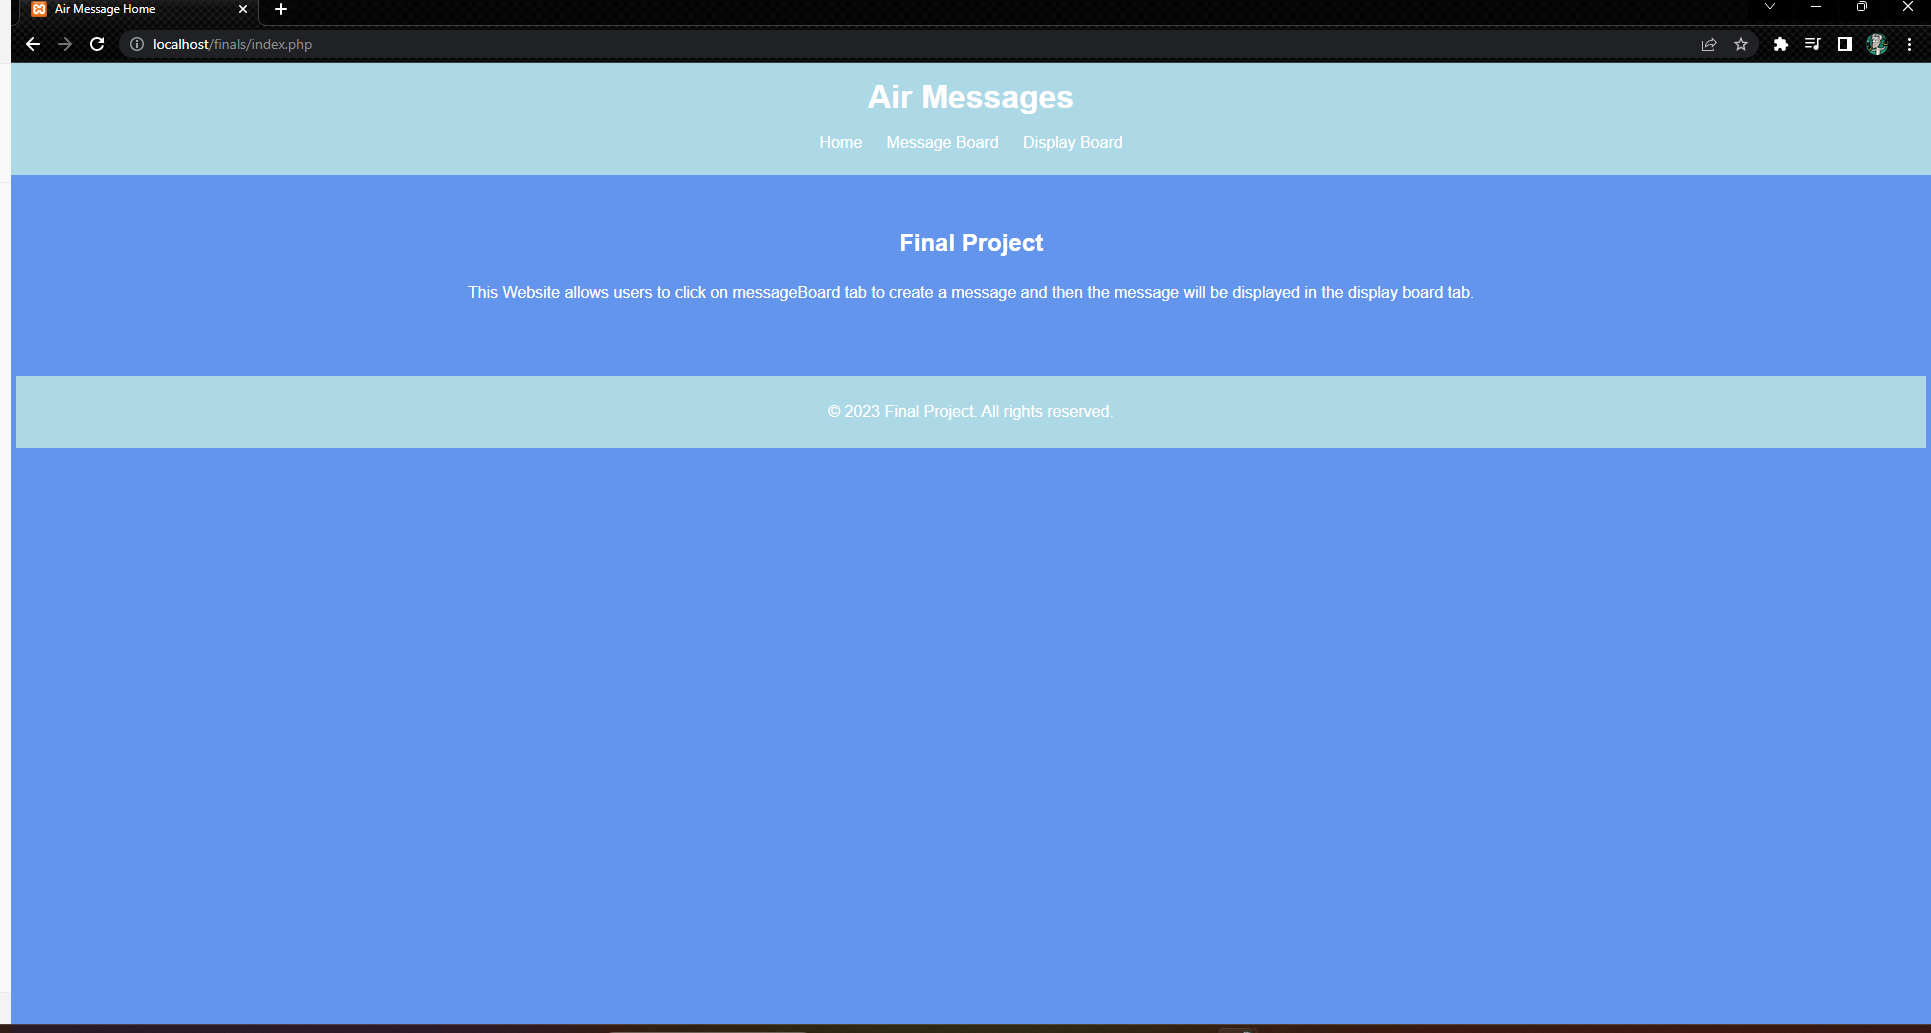 Air Message Home
localhost/finals/index.php
Air Messages
Home Message Board Display Board
Final Project
This Website allows users to click on messageBoard tab to create a message and then the message will be displayed in the display board tab.
© 2023 Final Project. All rights reserved.